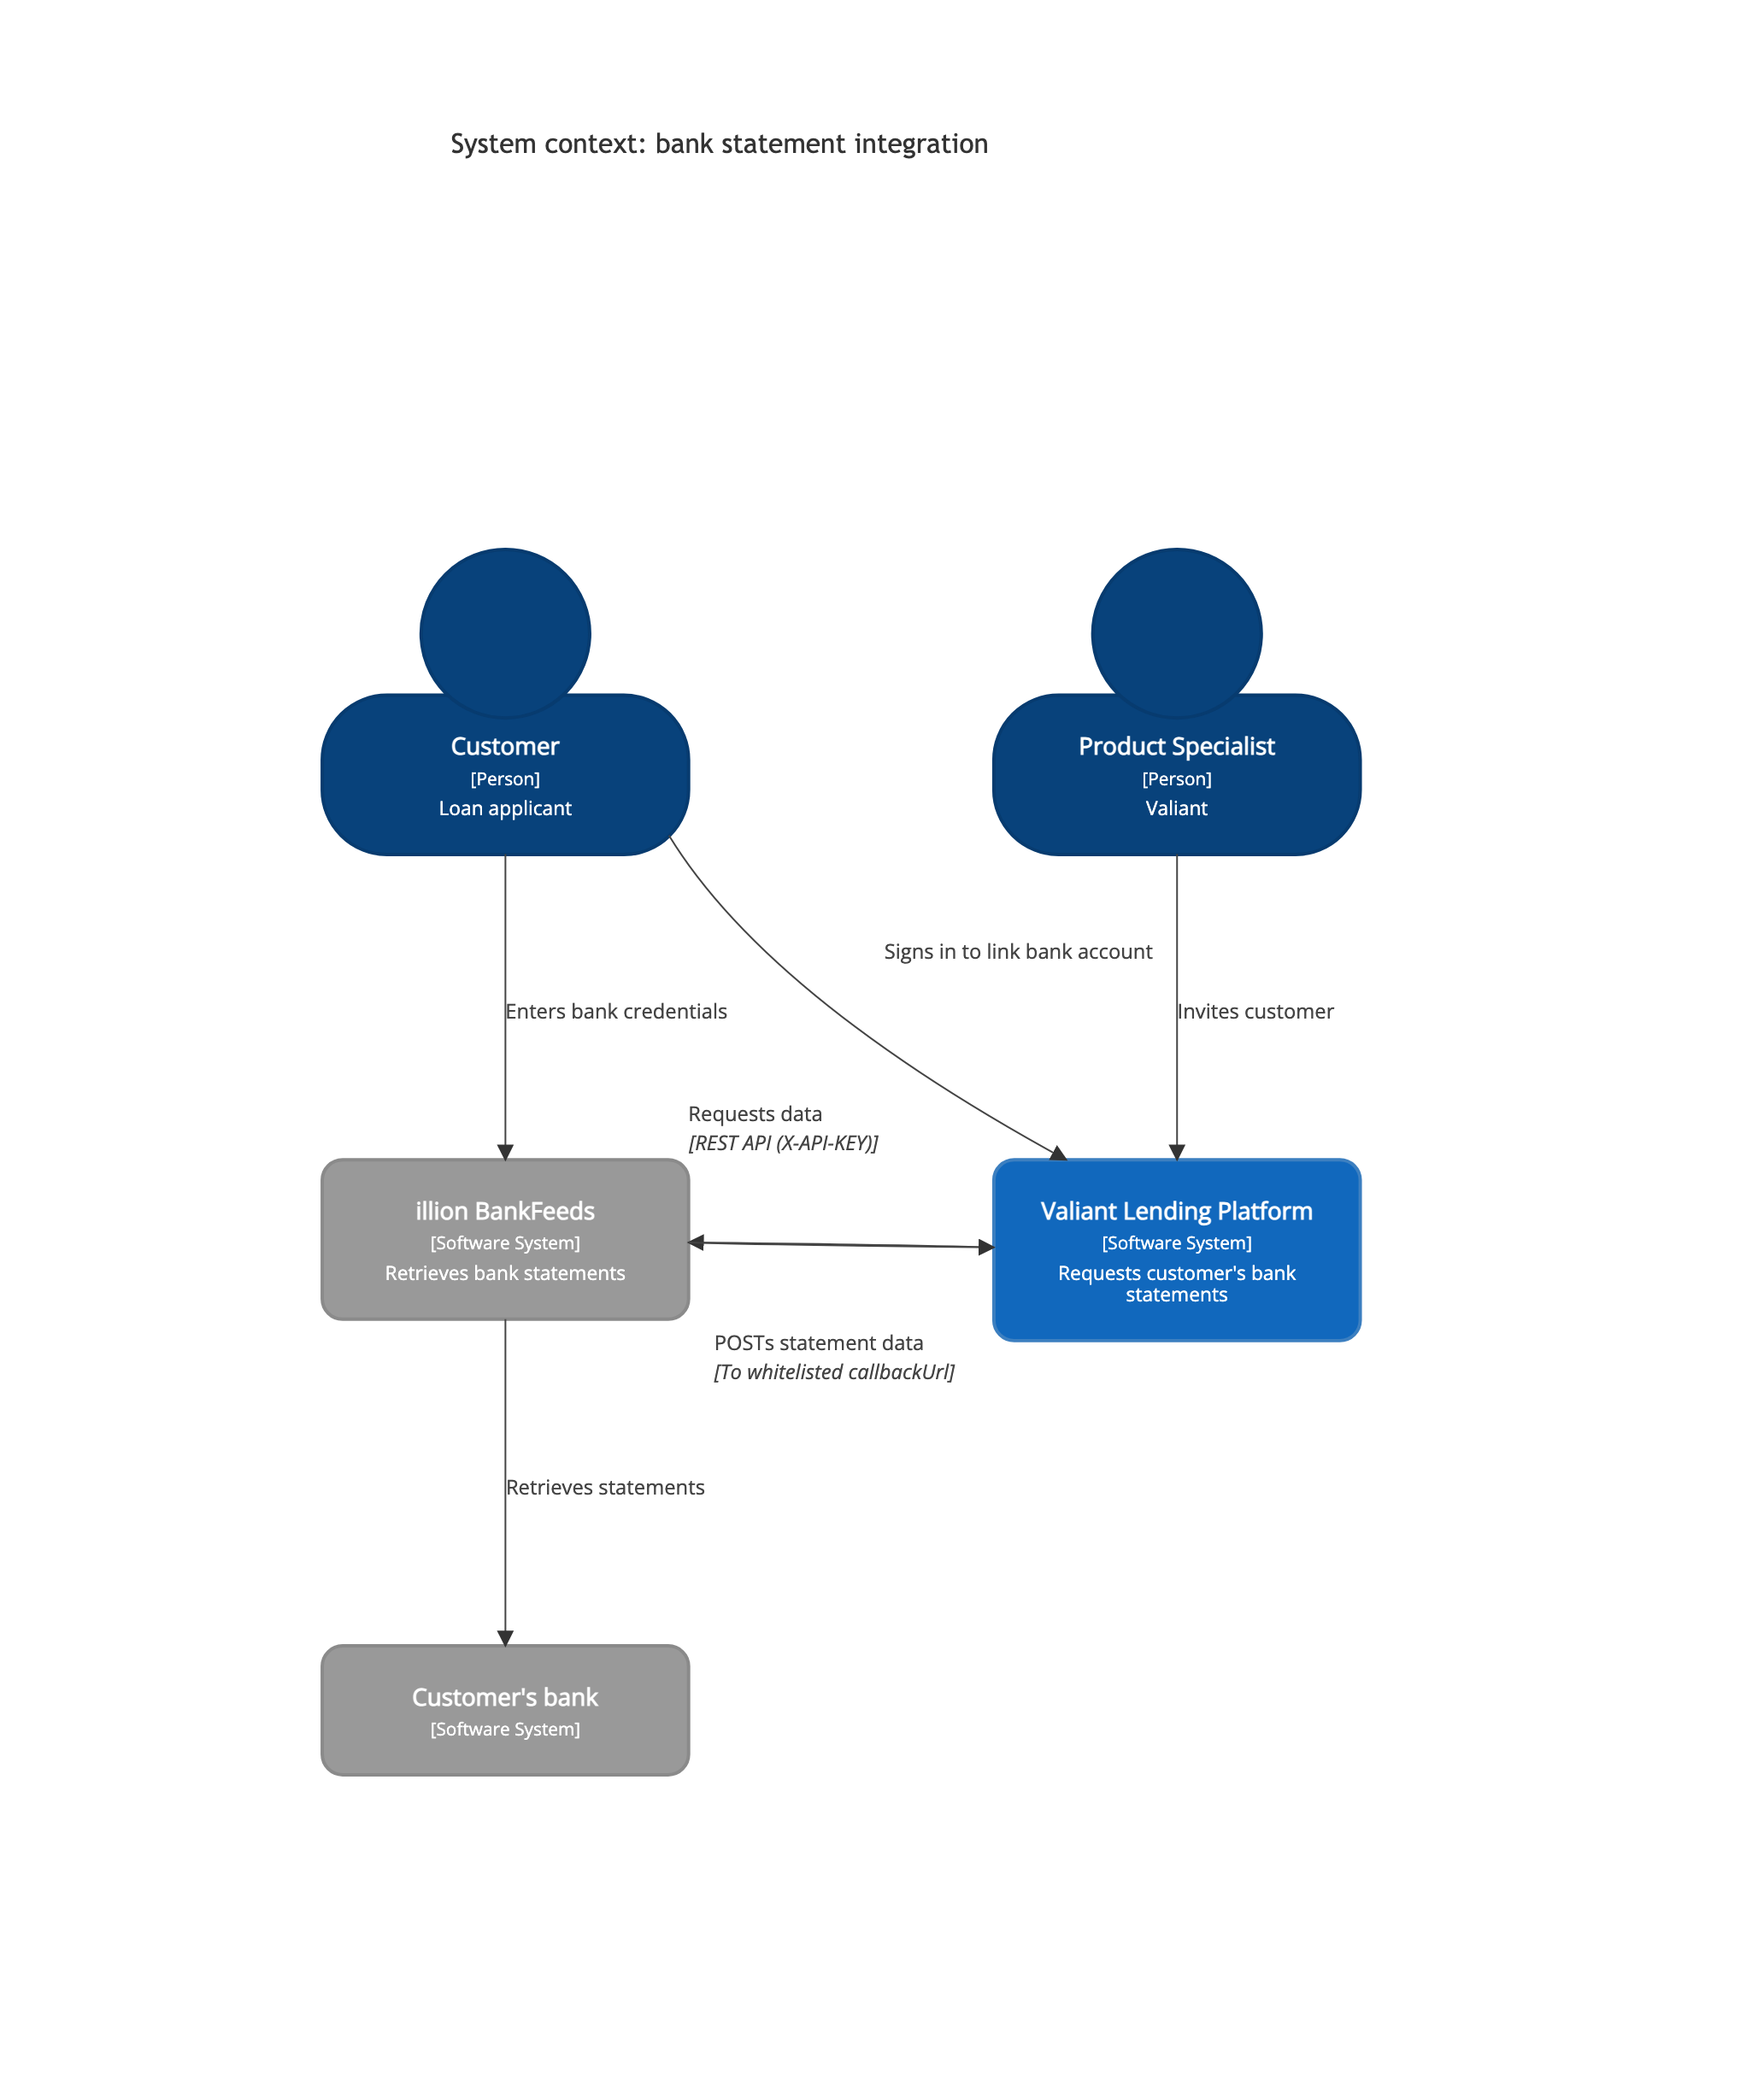 System context: bank statement integration
Customer
[Person]
Loan applicant
Product Specialist
[Person]
Valiant
Signs in to link bank account
Enters bank credentials
Invites customer
Requests data
[REST API (X-API-KEY)]
illion BankFeeds
[Software System]
Retrieves bank statements
Valiant Lending Platform
[Software System]
Requests customer's bank
statements
POSTs statement data
[To whitelisted callbackUrl]
Retrieves statements
Customer's bank
[Software System]